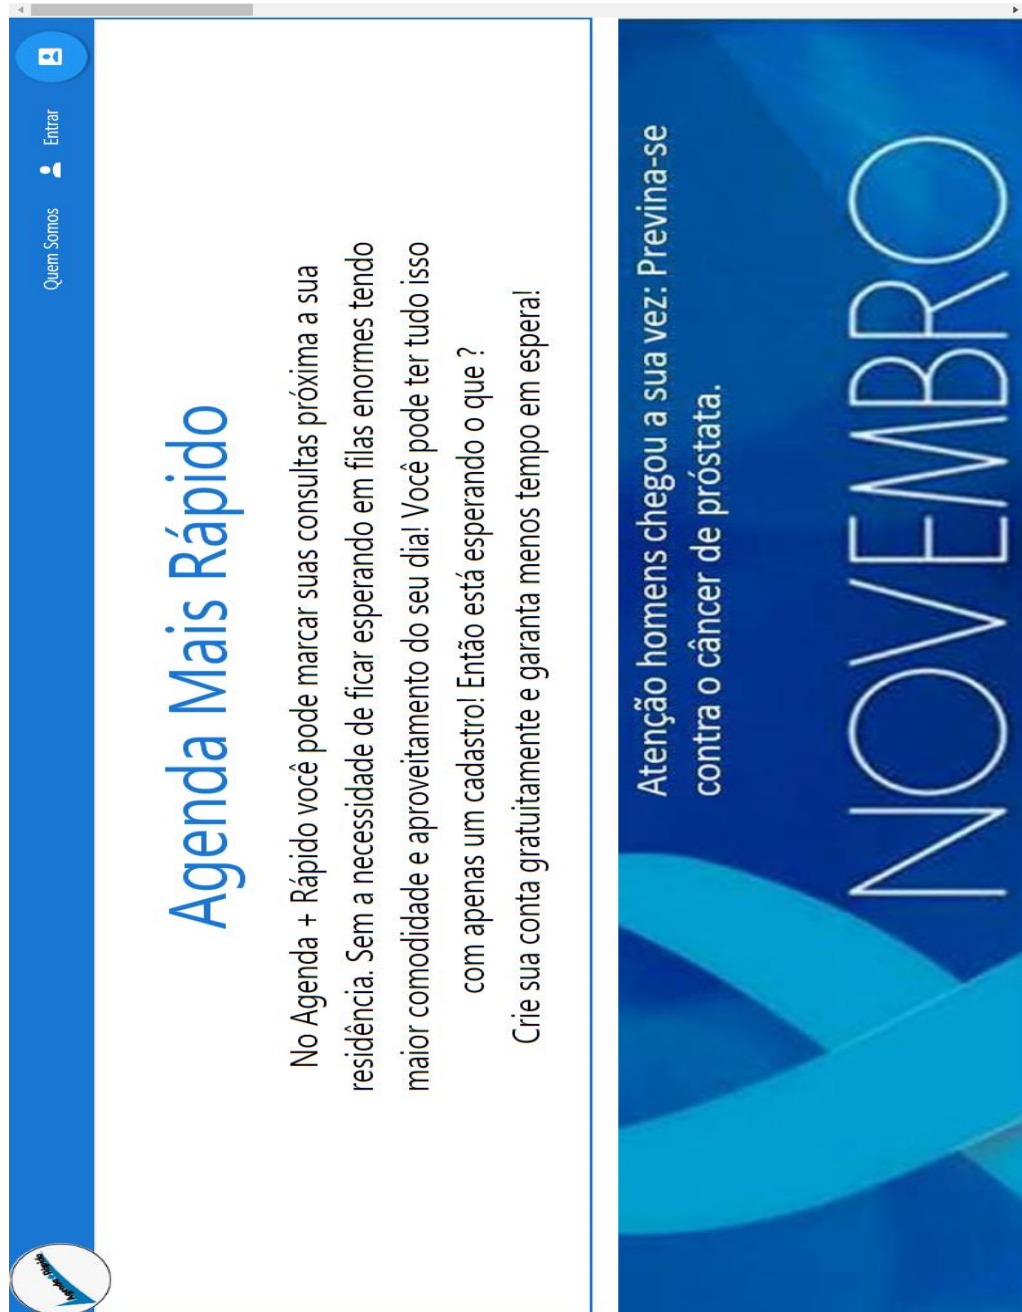 Agenda + Rápido
Quem Somos
Entrar
Agenda Mais Rápido
No Agenda + Rápido você pode marcar suas consultas próxima a sua
residência. Sem a necessidade de ficar esperando em filas enormes tendo
maior comodidade e aproveitamento do seu dia! Você pode ter tudo isso
com apenas um cadastro! Então está esperando o que ?
Crie sua conta gratuitamente e garanta menos tempo em espera!
Atenção homens chegou a sua vez: Previna-se
contra o câncer de próstata.
NOVEMBRO